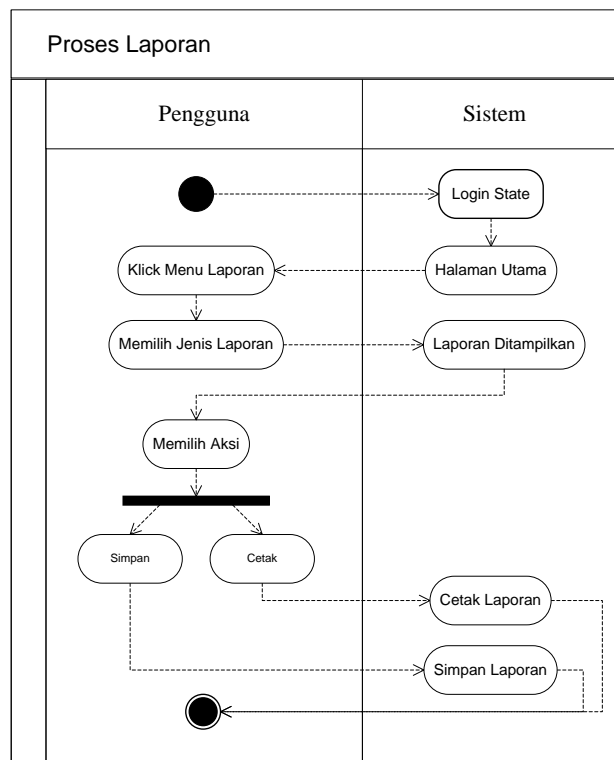 Proses Laporan
Pengguna
Sistem
Login State
Klick Menu Laporan
Halaman Utama
Memilih Jenis Laporan
Laporan Ditampilkan
Memilih Aksi
Simpan
Cetak
Cetak Laporan
Simpan Laporan